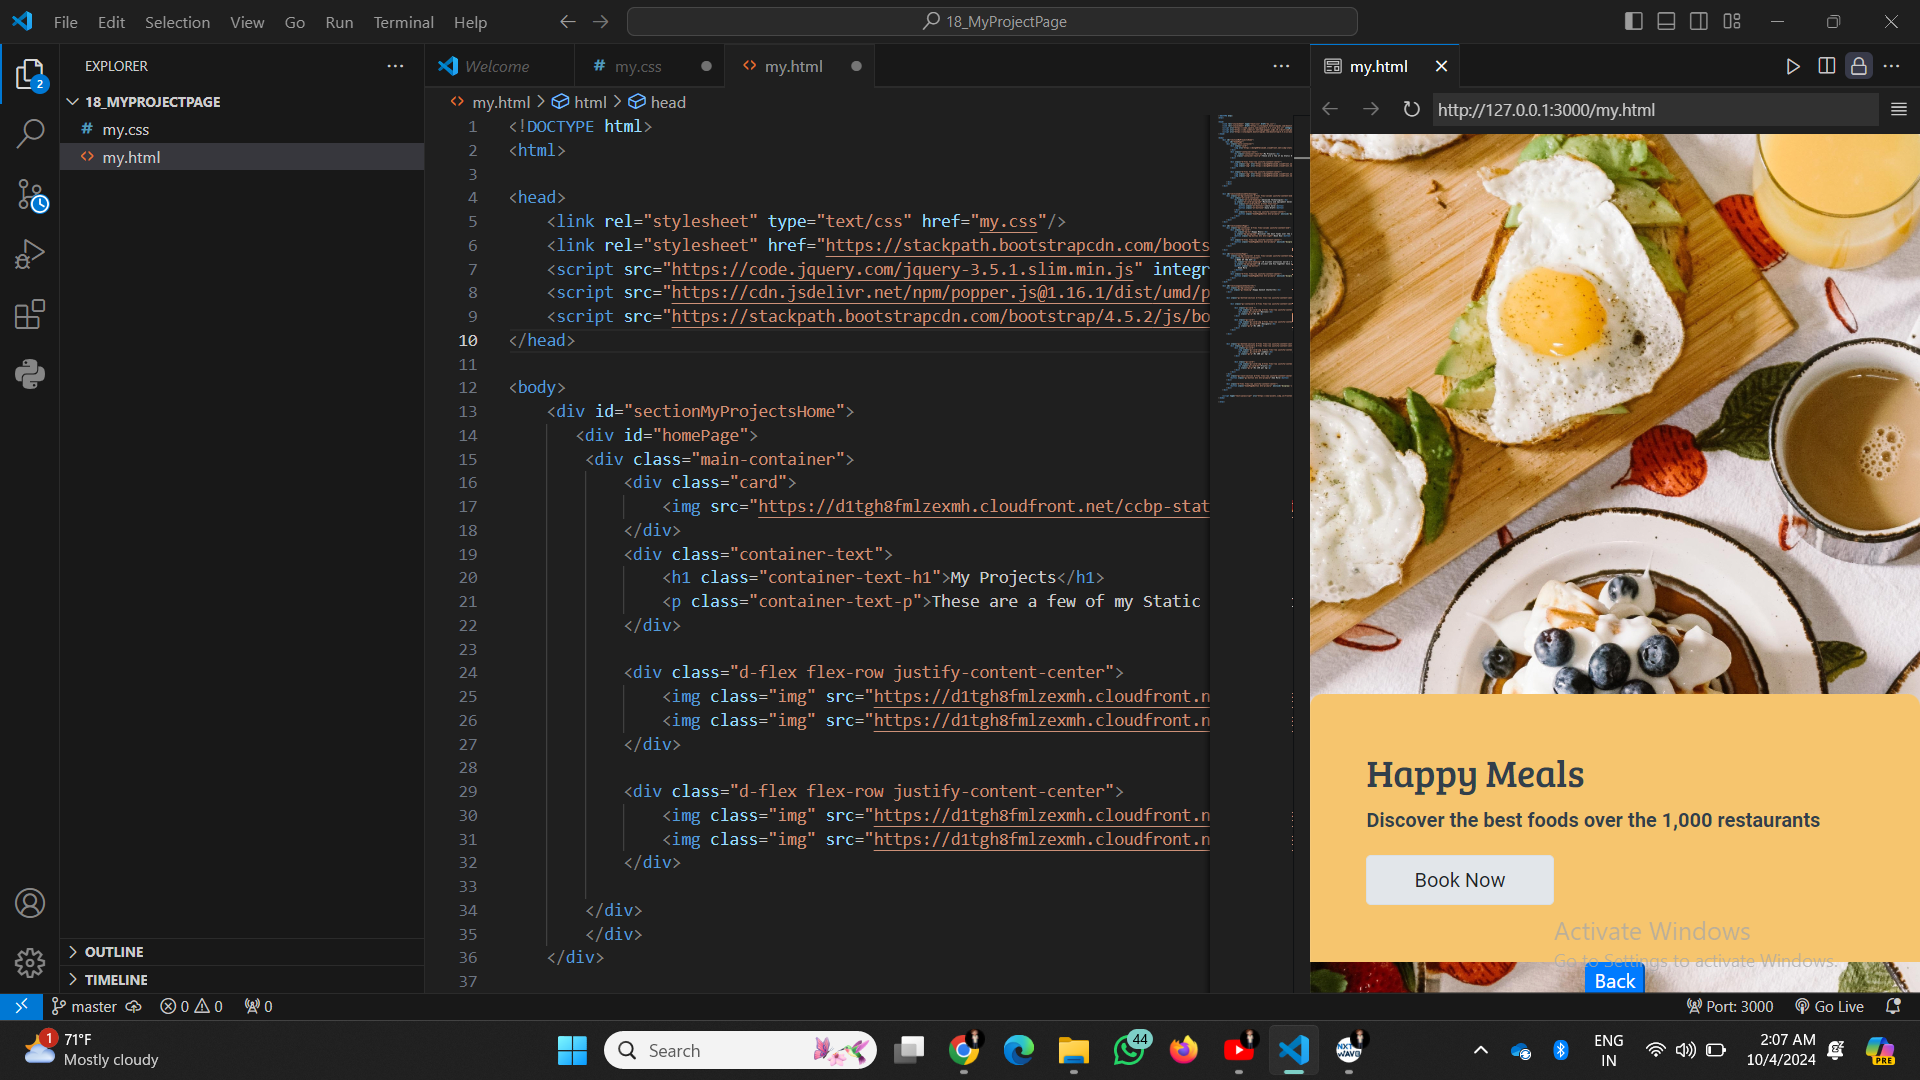 File Edit Selection View Go Run Terminal Help
18_MyProjectPage
EXPLORER
2
18_MYPROJECTPAGE
# my.css
<> my.html
OUTLINE
TIMELINE
Welcome
# my.css
<> my.html
<> my.html > html > head
1 <!DOCTYPE html>
2 <html>
3
4 <head>
5 <link rel="stylesheet" type="text/css" href="my.css"/>
6 <link rel="stylesheet" href="https://stackpath.bootstrapcdn.com/boots
7 <script src="https://code.jquery.com/jquery-3.5.1.slim.min.js" integr
8 <script src="https://cdn.jsdelivr.net/npm/popper.js@1.16.1/dist/umd/p
9 <script src="https://stackpath.bootstrapcdn.com/bootstrap/4.5.2/js/bo
10 </head>
11
12 <body>
13 <div id="sectionMyProjectsHome">
14 <div id="homePage">
15 <div class="main-container">
16 <div class="card">
17 <img src="https://d1tgh8fmlzexmh.cloudfront.net/ccbp-stat
18 </div>
19 <div class="container-text">
20 <h1 class="container-text-h1">My Projects</h1>
21 <p class="container-text-p">These are a few of my Static
22 </div>
23
24 <div class="d-flex flex-row justify-content-center">
25 <img class="img" src="https://d1tgh8fmlzexmh.cloudfront.n
26 <img class="img" src="https://d1tgh8fmlzexmh.cloudfront.n
27 </div>
28
29 <div class="d-flex flex-row justify-content-center">
30 <img class="img" src="https://d1tgh8fmlzexmh.cloudfront.n
31 <img class="img" src="https://d1tgh8fmlzexmh.cloudfront.n
32 </div>
33
34 </div>
35 </div>
36 </div>
37
my.html
http://127.0.0.1:3000/my.html
Happy Meals
Discover the best foods over the 1,000 restaurants
Book Now
Activate Windows
Go to Settings to activate Windows.
Back
master
0 0
0
Port: 3000
Go Live
1
71°F
Mostly cloudy
Search
44
NXT
WAVE
ENG
IN
2:07 AM
10/4/2024
PRE